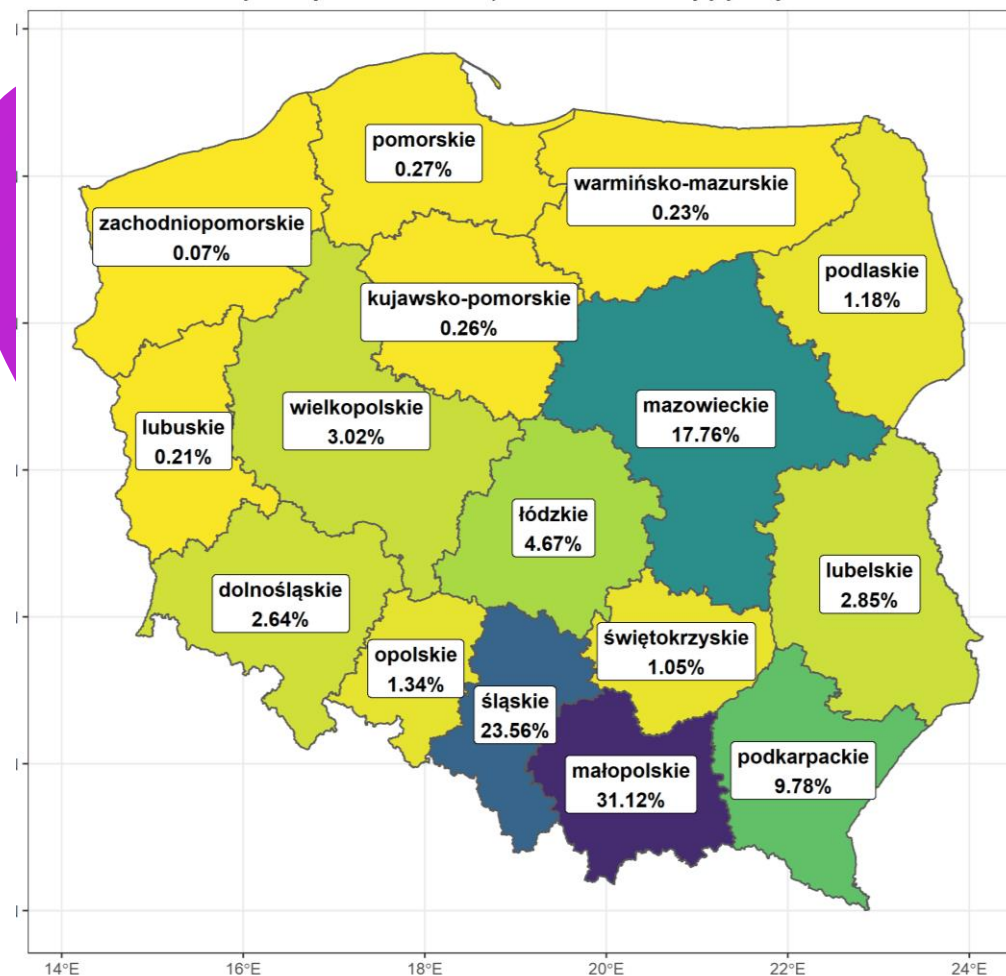 pomorskie
0.27%
warmińsko-mazurskie
0.23%
zachodniopomorskie
0.07%
podlaskie
1.18%
kujawsko-pomorskie
0.26%
mazowieckie
17.76%
wielkopolskie
3.02%
lubuskie
0.21%
łódzkie
4.67%
lubelskie
2.85%
dolnośląskie
2.64%
świętokrzyskie
1.05%
opolskie
1.34%
śląskie
23.56%
podkarpackie
9.78%
małopolskie
31.12%
14°E 16°E 18°E 20°E 22°E 24°E